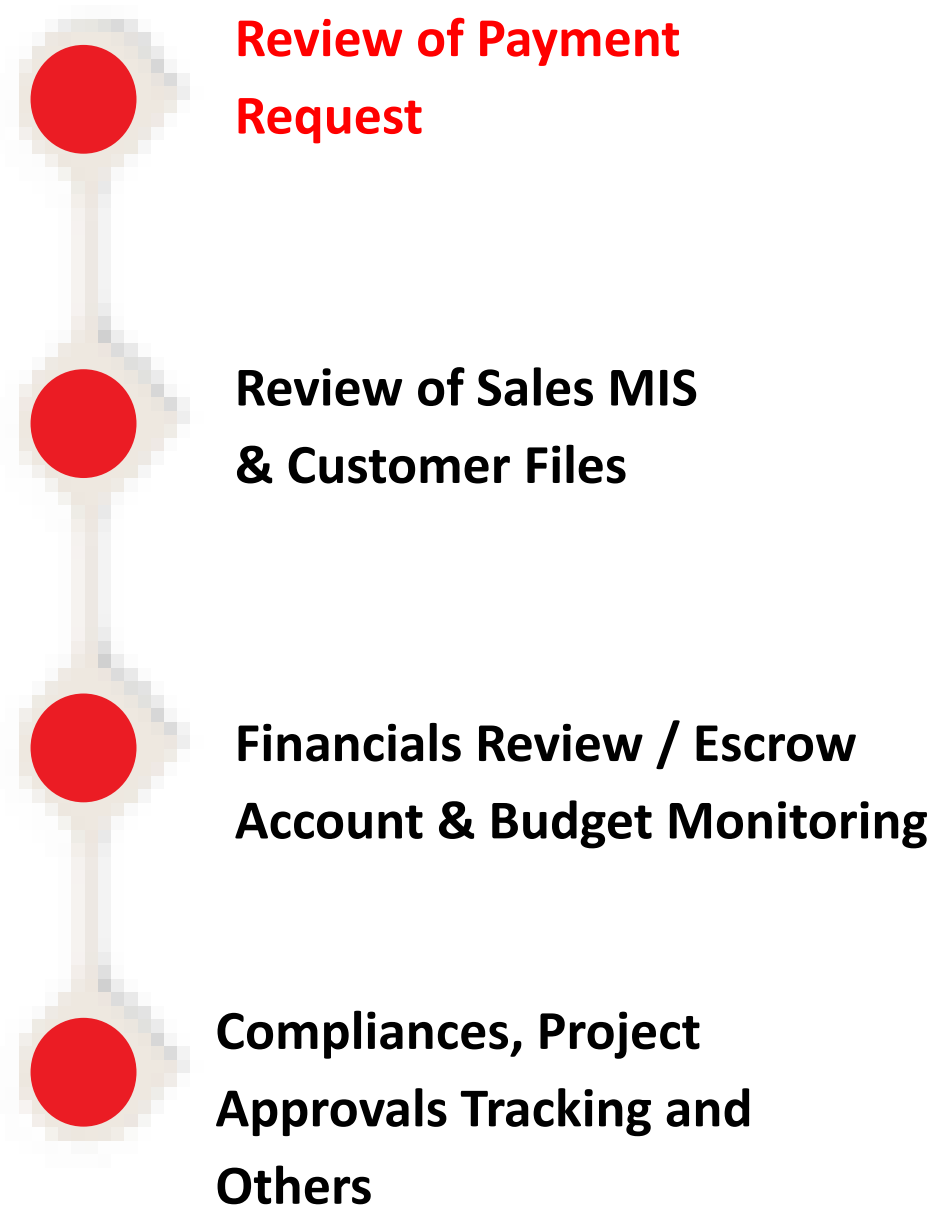 Review of Payment
Request
Review of Sales MIS
& Customer Files
Financials Review / Escrow
Account & Budget Monitoring
Compliances, Project
Approvals Tracking and
Others